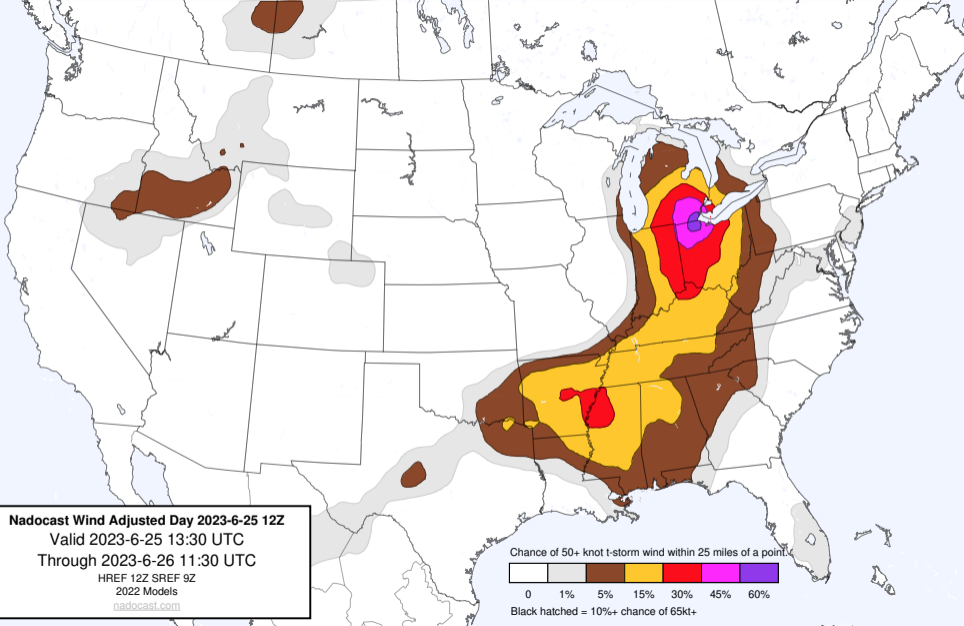 Nadocast Wind Adjusted Day 2023-6-25 12Z
Valid 2023-6-25 13:30 UTC
Through 2023-6-26 11:30 UTC
HREF 12Z SREF 9Z
2022 Models
nadocast.com
Chance of 50+ knot t-storm wind within 25 miles of a point.
0 1% 5% 15% 30% 45% 60%
Black hatched = 10%+ chance of 65kt+